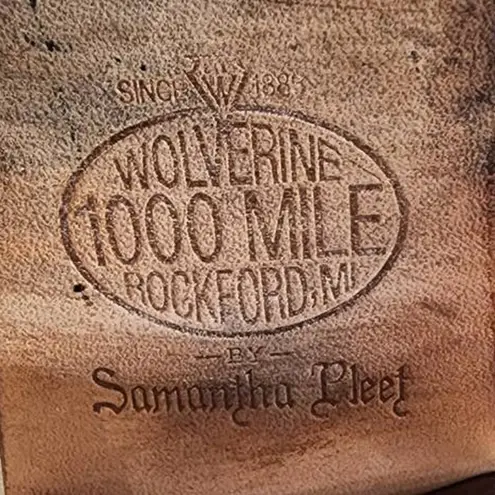 SINCE W 1883
WOLVERINE
1000 MILE
ROCKFORD, MI
—BY—
Samantha Pleet